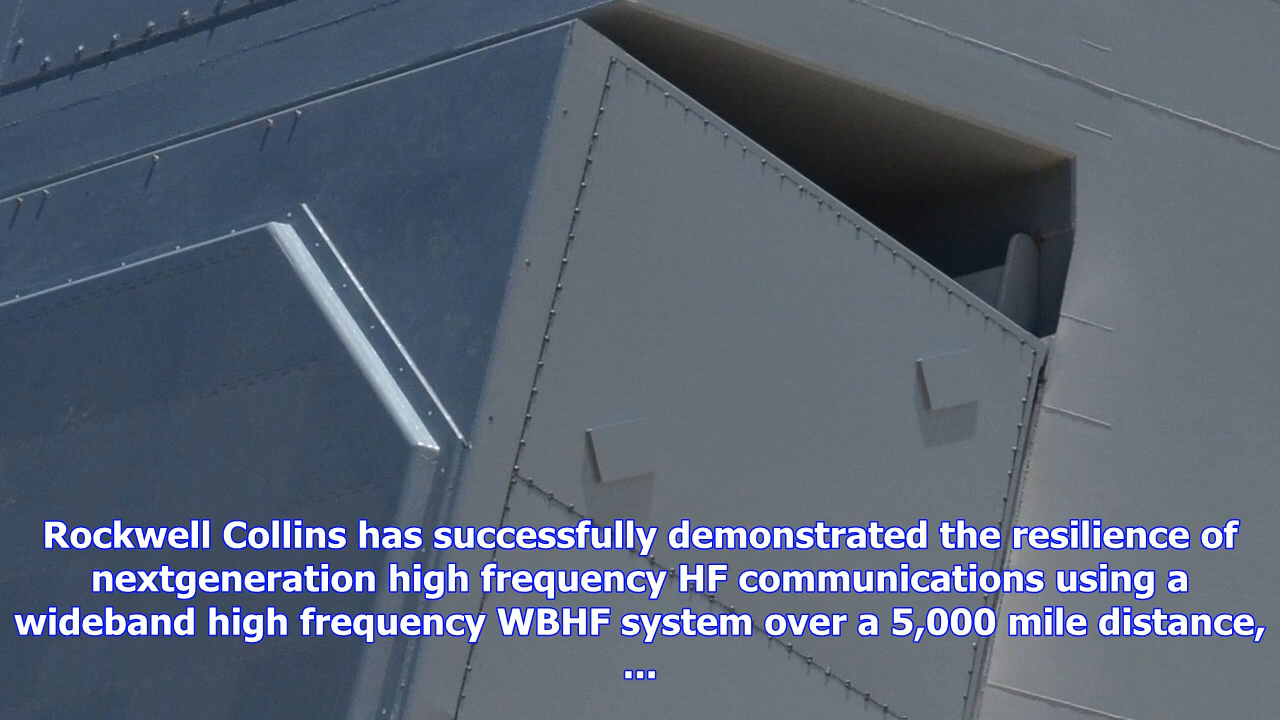 Rockwell Collins has successfully demonstrated the resilience of
nextgeneration high frequency HF communications using a
wideband high frequency WBHF system over a 5,000 mile distance,
...